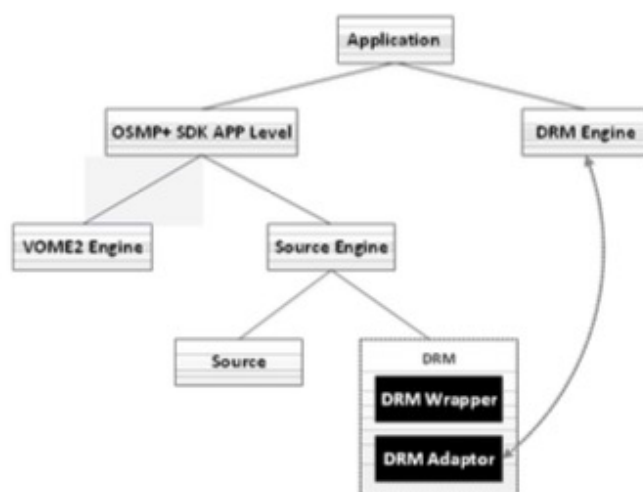 Application
OSMP+ SDK APP Level
DRM Engine
VOME2 Engine
Source Engine
Source
DRM
DRM Wrapper
DRM Adaptor